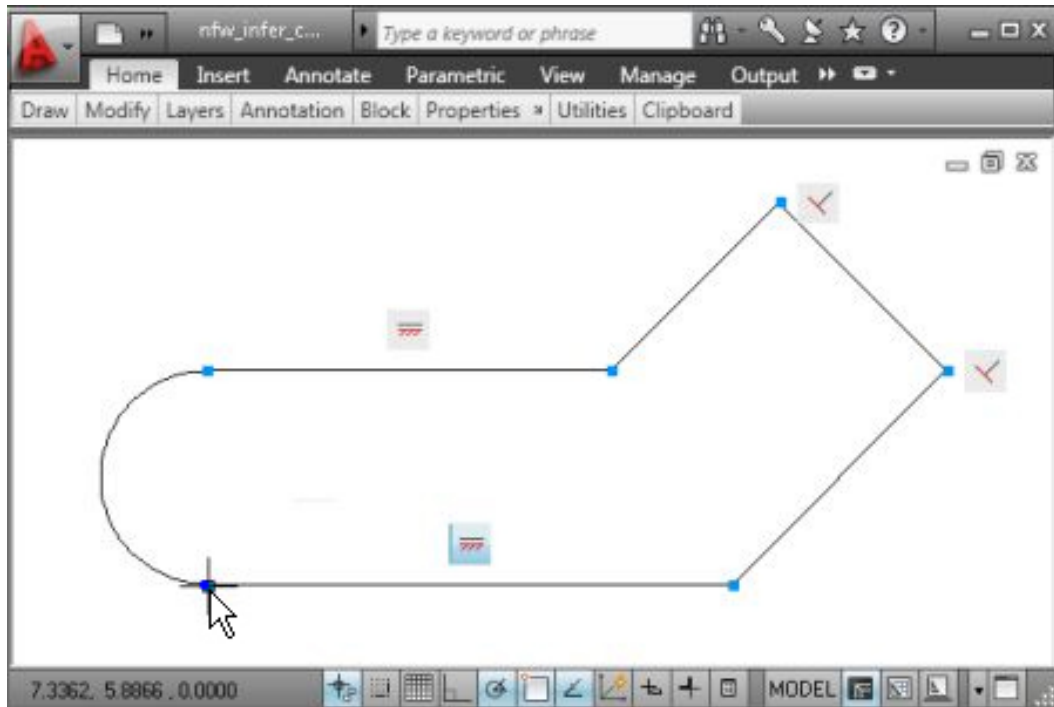 nfw_infer_c... Type a keyword or phrase
Home Insert Annotate Parametric View Manage Output
Draw Modify Layers Annotation Block Properties Utilities Clipboard
7.3362, 5.8866 , 0.0000 MODEL